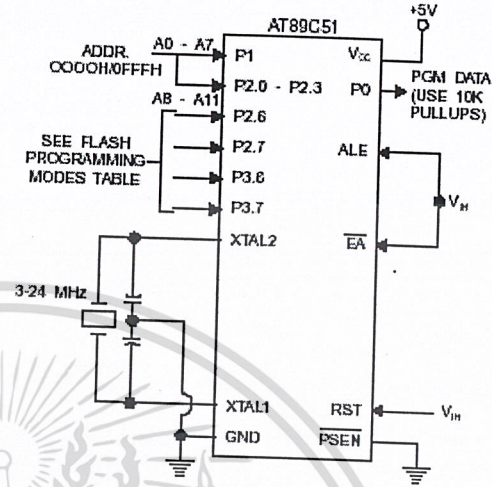 +5V
AT89C51
A0 - A7
ADDR.
OOOOH/0FFFH
P1
Vcc
P2.0 - P2.3
P0
PGM DATA
(USE 10K
PULLUPS)
A8 - A11
P2.6
SEE FLASH
PROGRAMMING
MODES TABLE
P2.7
ALE
P3.6
P3.7
VIH
XTAL2
EA
3-24 MHz
XTAL1
RST
VIH
GND
PSEN